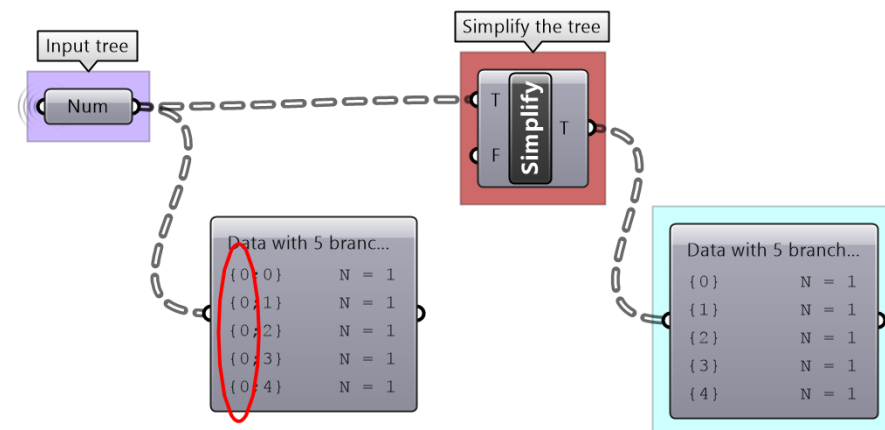 Input tree
Num
Simplify the tree
T
F
Simplify
T
Data with 5 branc...
{0;0} N = 1
{0;1} N = 1
{0;2} N = 1
{0;3} N = 1
{0;4} N = 1
Data with 5 branch...
{0} N = 1
{1} N = 1
{2} N = 1
{3} N = 1
{4} N = 1